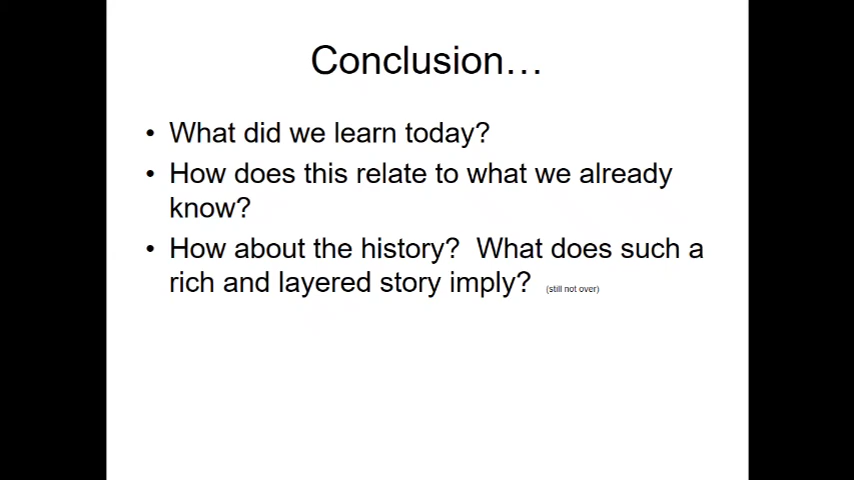 Conclusion…
• What did we learn today?
• How does this relate to what we already
know?
• How about the history?  What does such a
rich and layered story imply? (still not over)